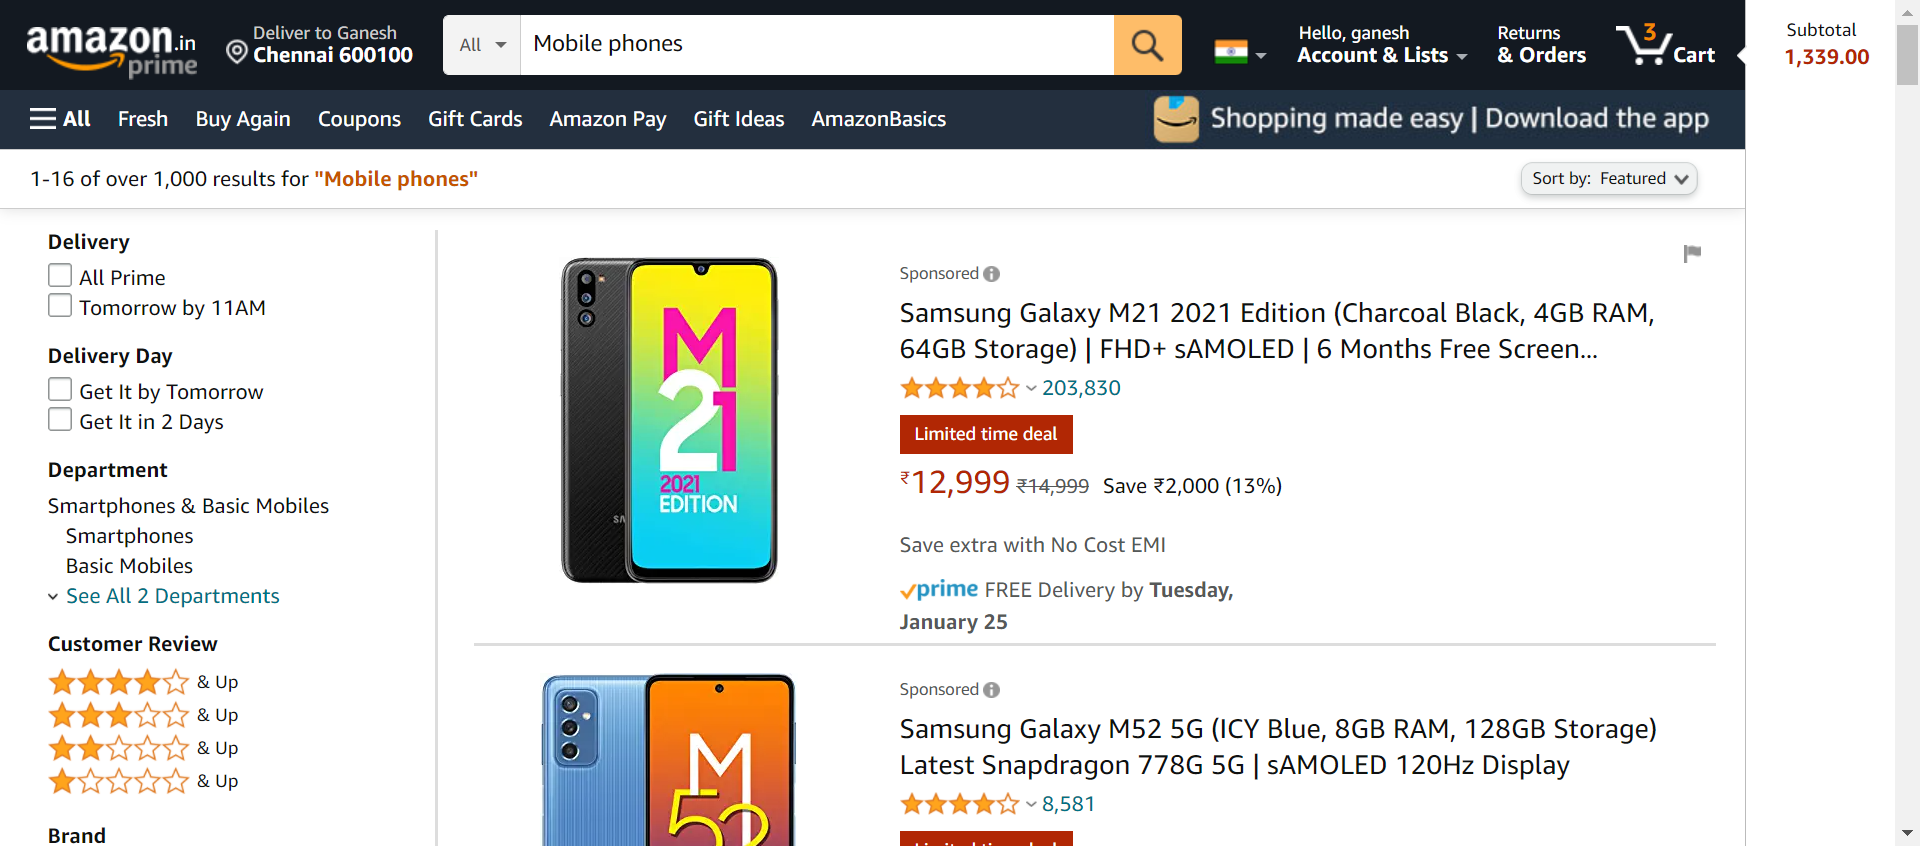 amazon.in
prime
Deliver to Ganesh
Chennai 600100
All
Mobile phones
Hello, ganesh
Account & Lists
Returns
& Orders
3
Cart
Subtotal
1,339.00
All
Fresh
Buy Again
Coupons
Gift Cards
Amazon Pay
Gift Ideas
AmazonBasics
Shopping made easy | Download the app
1-16 of over 1,000 results for "Mobile phones"
Sort by: Featured
Delivery
All Prime
Tomorrow by 11AM
Delivery Day
Get It by Tomorrow
Get It in 2 Days
Department
Smartphones & Basic Mobiles
Smartphones
Basic Mobiles
See All 2 Departments
Customer Review
& Up
& Up
& Up
& Up
Brand
M
21
2021
EDITION
Sponsored
Samsung Galaxy M21 2021 Edition (Charcoal Black, 4GB RAM,
64GB Storage) | FHD+ sAMOLED | 6 Months Free Screen...
203,830
Limited time deal
₹12,999 ₹14,999 Save ₹2,000 (13%)
Save extra with No Cost EMI
prime FREE Delivery by Tuesday,
January 25
M
52
Sponsored
Samsung Galaxy M52 5G (ICY Blue, 8GB RAM, 128GB Storage)
Latest Snapdragon 778G 5G | sAMOLED 120Hz Display
8,581